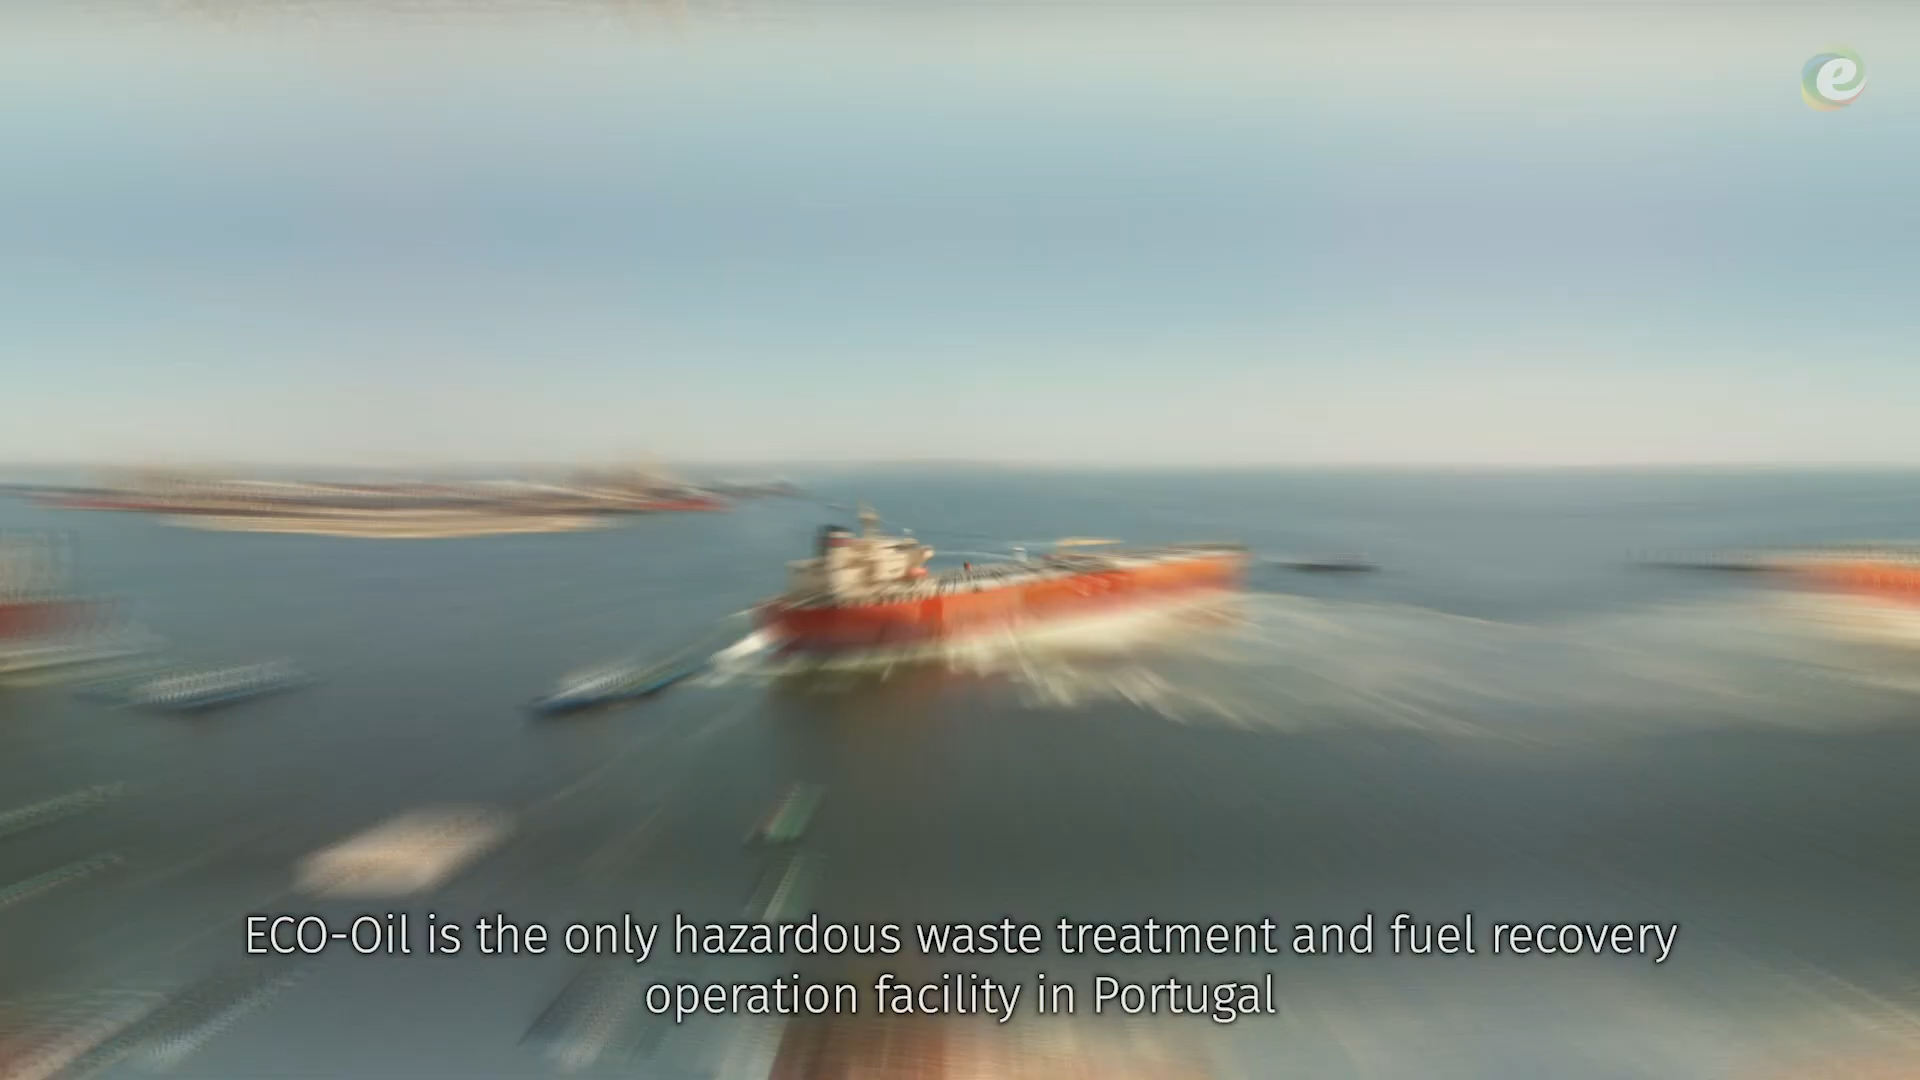 e
ECO-Oil is the only hazardous waste treatment and fuel recovery
operation facility in Portugal